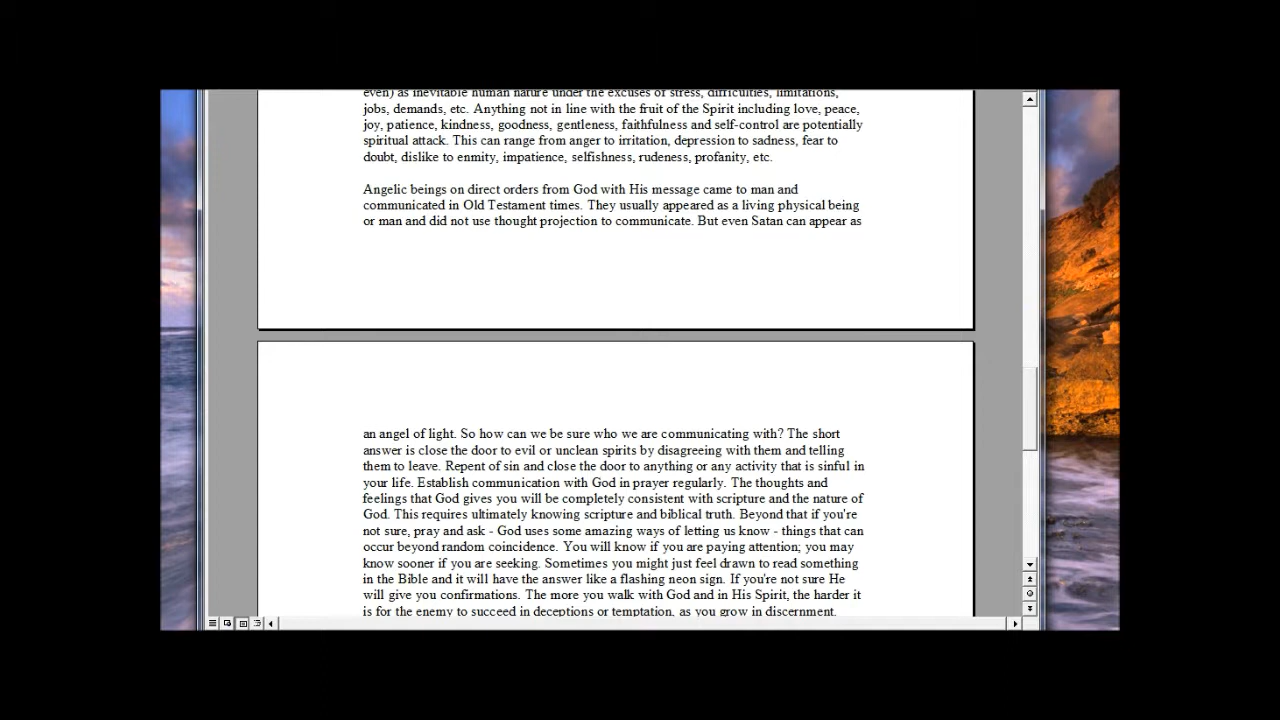 even) as inevitable human nature under the excuses of stress, difficulties, limitations,
jobs, demands, etc. Anything not in line with the fruit of the Spirit including love, peace,
joy, patience, kindness, goodness, gentleness, faithfulness and self-control are potentially
spiritual attack. This can range from anger to irritation, depression to sadness, fear to
doubt, dislike to enmity, impatience, selfishness, rudeness, profanity, etc.
Angelic beings on direct orders from God with His message came to man and
communicated in Old Testament times. They usually appeared as a living physical being
or man and did not use thought projection to communicate. But even Satan can appear as
an angel of light. So how can we be sure who we are communicating with? The short
answer is close the door to evil or unclean spirits by disagreeing with them and telling
them to leave. Repent of sin and close the door to anything or any activity that is sinful in
your life. Establish communication with God in prayer regularly. The thoughts and
feelings that God gives you will be completely consistent with scripture and the nature of
God. This requires ultimately knowing scripture and biblical truth. Beyond that if you're
not sure, pray and ask - God uses some amazing ways of letting us know - things that can
occur beyond random coincidence. You will know if you are paying attention; you may
know sooner if you are seeking. Sometimes you might just feel drawn to read something
in the Bible and it will have the answer like a flashing neon sign. If you're not sure He
will give you confirmations. The more you walk with God and in His Spirit, the harder it
is for the enemy to succeed in deceptions or temptation, as you grow in discernment.